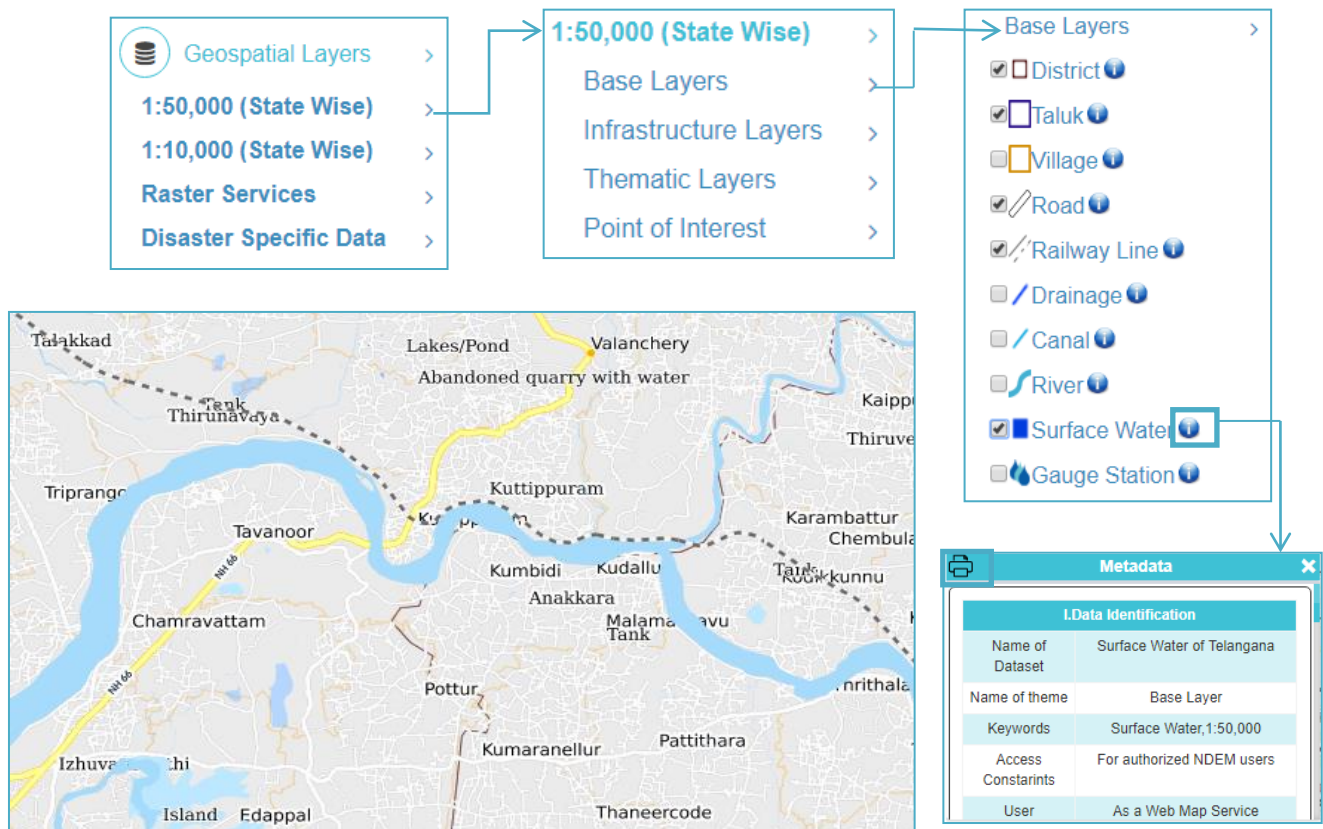 Geospatial Layers
1:50,000 (State Wise)
1:10,000 (State Wise)
Raster Services
Disaster Specific Data
1:50,000 (State Wise)
Base Layers
Infrastructure Layers
Thematic Layers
Point of Interest
Base Layers
District
Taluk
Village
Road
Railway Line
Drainage
Canal
River
Surface Water
Gauge Station
Talakkad
Lakes/Pond
Valanchery
Abandoned quarry with water
Tank
Thirunavaya
Kaipp
Thiruve
Triprango
Kuttippuram
Tavanoor
Karambattur
Chembula
NH 66
Kumbidi
Kudallu
Tank
Anakkara
Chamravattam
Tank
NH 66
Pottur
Kumaranellur
Pattithara
Island
Edappal
Thaneercode
Metadata
I.Data Identification
Name of Dataset
Surface Water of Telangana
Name of theme
Base Layer
Keywords
Surface Water,1:50,000
Access Constarints
For authorized NDEM users
User
As a Web Map Service